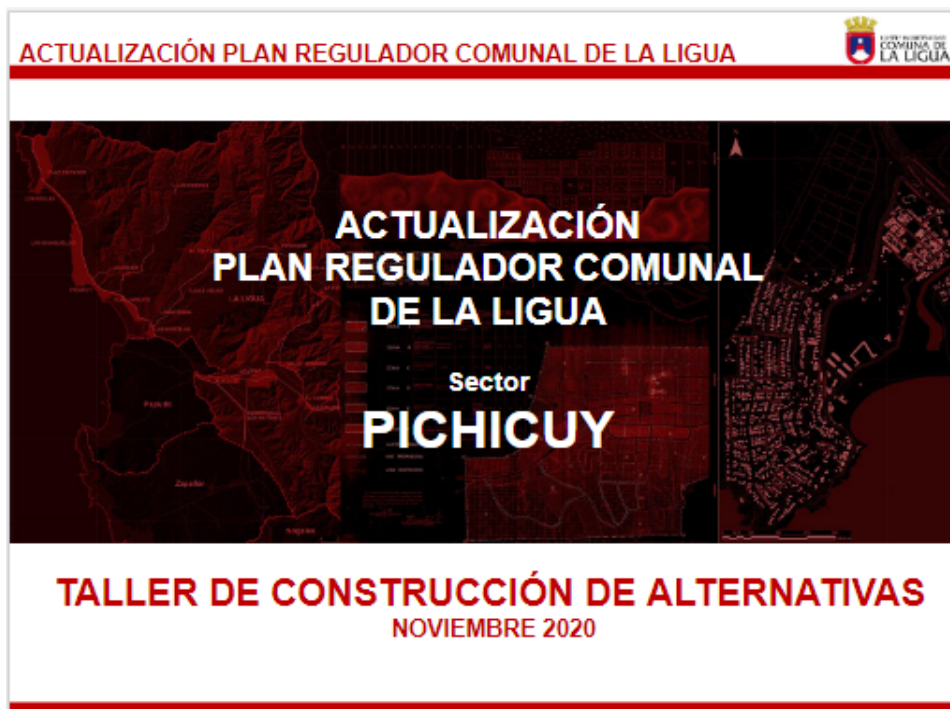 ACTUALIZACIÓN PLAN REGULADOR COMUNAL DE LA LIGUA
COMUNA DE
LA LIGUA
ACTUALIZACIÓN
PLAN REGULADOR COMUNAL
DE LA LIGUA
Sector
PICHICUY
Zapallar
TALLER DE CONSTRUCCIÓN DE ALTERNATIVAS
NOVIEMBRE 2020